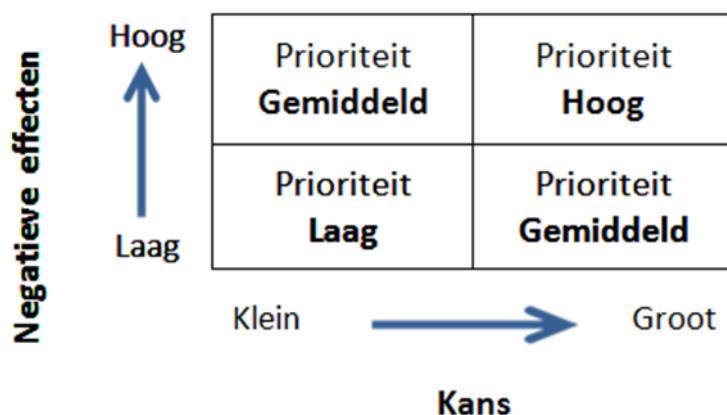 Negatieve effecten
Hoog
Laag
Prioriteit
Gemiddeld
Prioriteit
Hoog
Prioriteit
Laag
Prioriteit
Gemiddeld
Klein
Groot
Kans